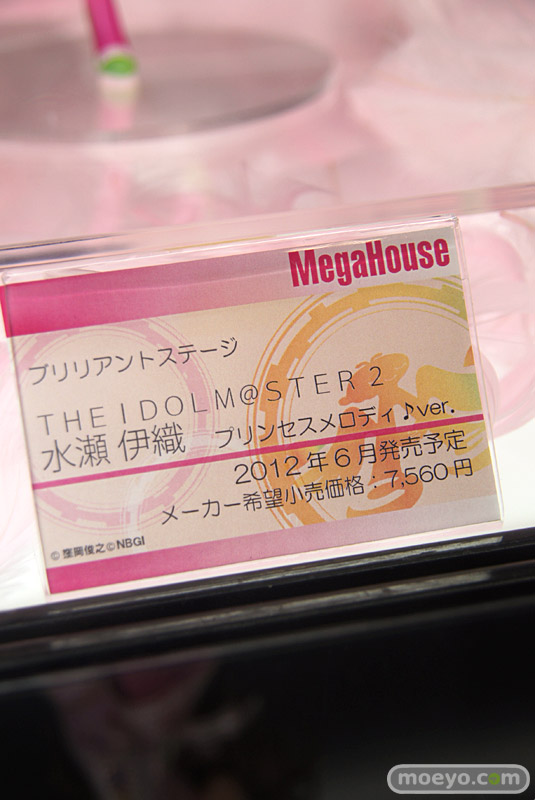 MegaHouse
ブリリアントステージ
THE IDOLM@STER 2
水瀬 伊織 プリンセスメロディ♪ver.
2012年6月発売予定
メーカー希望小売価格:7,560円
©窪岡俊之©NBGI
moeyo.com